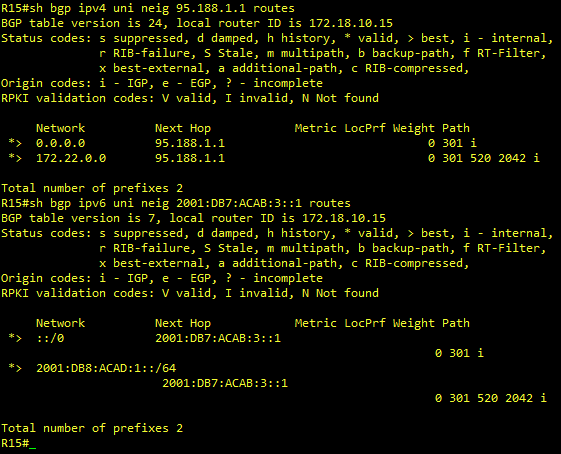 R15#sh bgp ipv4 uni neig 95.188.1.1 routes
BGP table version is 24, local router ID is 172.18.10.15
Status codes: s suppressed, d damped, h history, * valid, > best, i - internal,
              r RIB-failure, S Stale, m multipath, b backup-path, f RT-Filter,
              x best-external, a additional-path, c RIB-compressed,
Origin codes: i - IGP, e - EGP, ? - incomplete
RPKI validation codes: V valid, I invalid, N Not found
     Network          Next Hop            Metric LocPrf Weight Path
 *>  0.0.0.0          95.188.1.1                             0 301 i
 *>  172.22.0.0       95.188.1.1                             0 301 520 2042 i
Total number of prefixes 2
R15#sh bgp ipv6 uni neig 2001:DB7:ACAB:3::1 routes
BGP table version is 7, local router ID is 172.18.10.15
Status codes: s suppressed, d damped, h history, * valid, > best, i - internal,
              r RIB-failure, S Stale, m multipath, b backup-path, f RT-Filter,
              x best-external, a additional-path, c RIB-compressed,
Origin codes: i - IGP, e - EGP, ? - incomplete
RPKI validation codes: V valid, I invalid, N Not found
     Network          Next Hop            Metric LocPrf Weight Path
 *>  ::/0             2001:DB7:ACAB:3::1
                                                              0 301 i
 *>  2001:DB8:ACAD:1::/64
                       2001:DB7:ACAB:3::1
                                                              0 301 520 2042 i
Total number of prefixes 2
R15#_